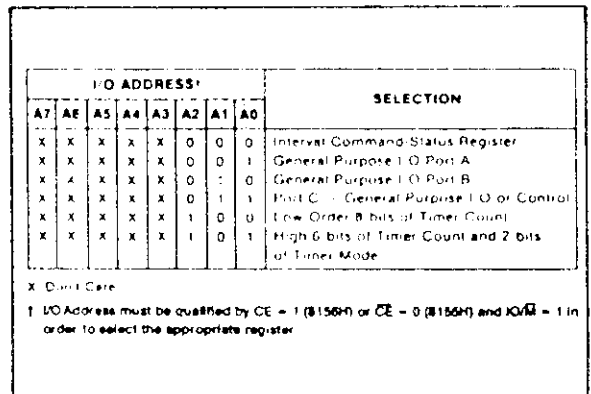 I/O ADDRESS†
SELECTION
A7 A6 A5 A4 A3 A2 A1 A0
X X X X X 0 0 0 Interval Command/Status Register
X X X X X 0 0 1 General Purpose I/O Port A
X X X X X 0 1 0 General Purpose I/O Port B
X X X X X 0 1 1 Port C — General Purpose I/O or Control
X X X X X 1 0 0 Low Order 8 bits of Timer Count
X X X X X 1 0 1 High 6 bits of Timer Count and 2 bits
of Timer Mode
X Don't Care
† I/O Address must be qualified by CE = 1 (8156H) or C̅E̅ = 0 (8155H) and IO/M̅ = 1 in
order to select the appropriate register